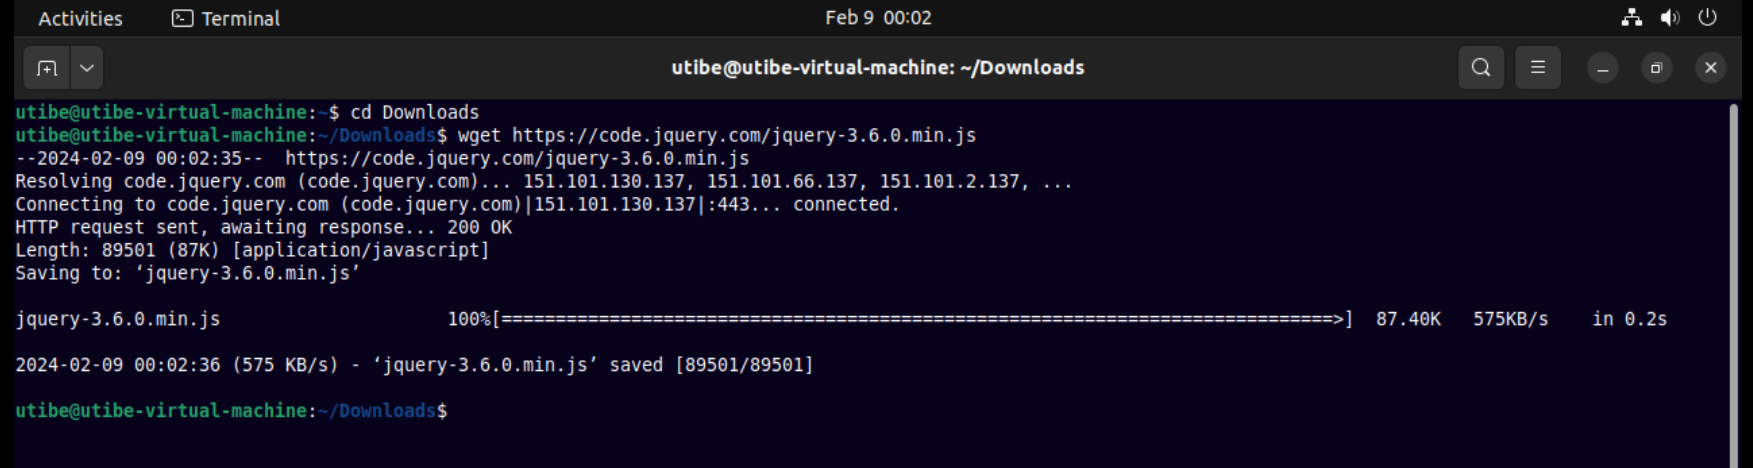 Activities Terminal Feb 9 00:02
utibe@utibe-virtual-machine: ~/Downloads
utibe@utibe-virtual-machine:~$ cd Downloads
utibe@utibe-virtual-machine:~/Downloads$ wget https://code.jquery.com/jquery-3.6.0.min.js
--2024-02-09 00:02:35--  https://code.jquery.com/jquery-3.6.0.min.js
Resolving code.jquery.com (code.jquery.com)... 151.101.130.137, 151.101.66.137, 151.101.2.137, ...
Connecting to code.jquery.com (code.jquery.com)|151.101.130.137|:443... connected.
HTTP request sent, awaiting response... 200 OK
Length: 89501 (87K) [application/javascript]
Saving to: ‘jquery-3.6.0.min.js’
jquery-3.6.0.min.js 100%[=============================================================================>] 87.40K 575KB/s in 0.2s
2024-02-09 00:02:36 (575 KB/s) - ‘jquery-3.6.0.min.js’ saved [89501/89501]
utibe@utibe-virtual-machine:~/Downloads$